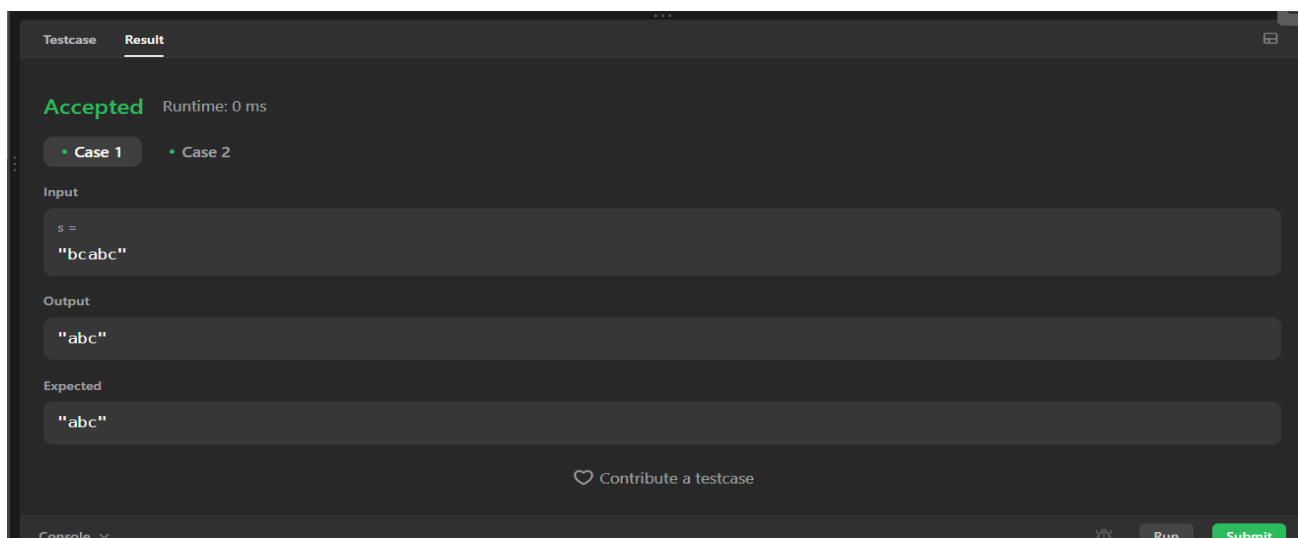 Testcase Result
Accepted Runtime: 0 ms
• Case 1 • Case 2
Input
s =
"bcabc"
Output
"abc"
Expected
"abc"
Contribute a testcase
Console Run Submit